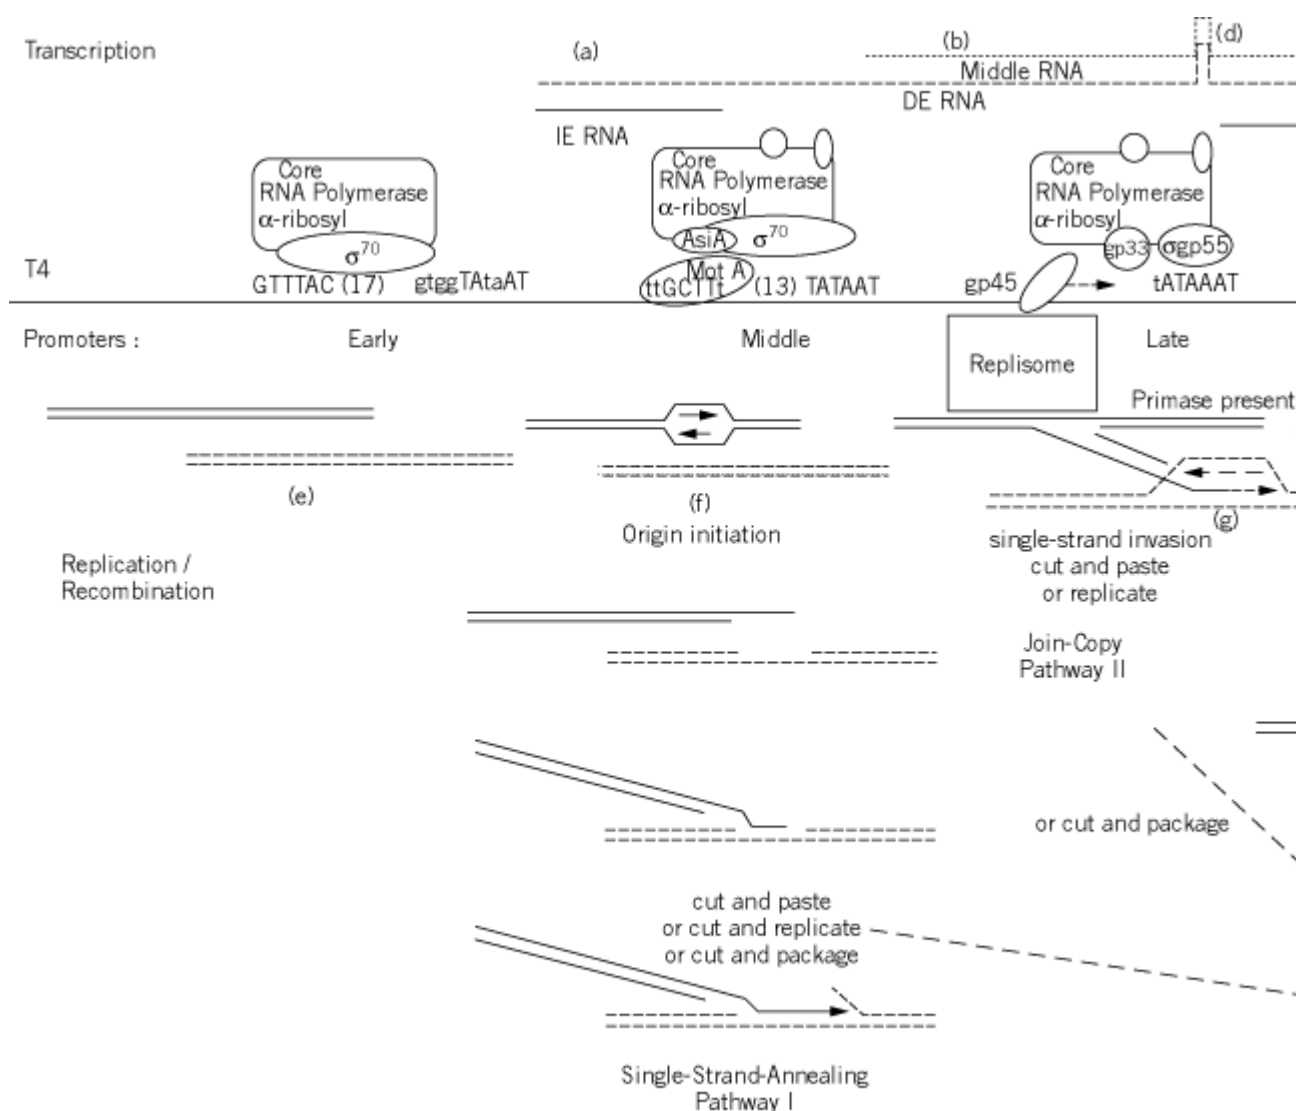 Transcription
(a)
(b)
(d)
Middle RNA
DE RNA
IE RNA
Core
RNA Polymerase
α-ribosyl
σ70
GTTTAC (17) gtggTAtaAT
Core
RNA Polymerase
α-ribosyl
AsiA
σ70
Mot A
ttGCTTt
(13) TATAAT
Core
RNA Polymerase
α-ribosyl
gp33
σgp55
gp45
tATAAAT
T4
Promoters :
Early
Middle
Late
Replisome
Primase present
(e)
(f)
Origin initiation
(g)
single-strand invasion
cut and paste
or replicate
Replication /
Recombination
Join-Copy
Pathway II
or cut and package
cut and paste
or cut and replicate
or cut and package
Single-Strand-Annealing
Pathway I